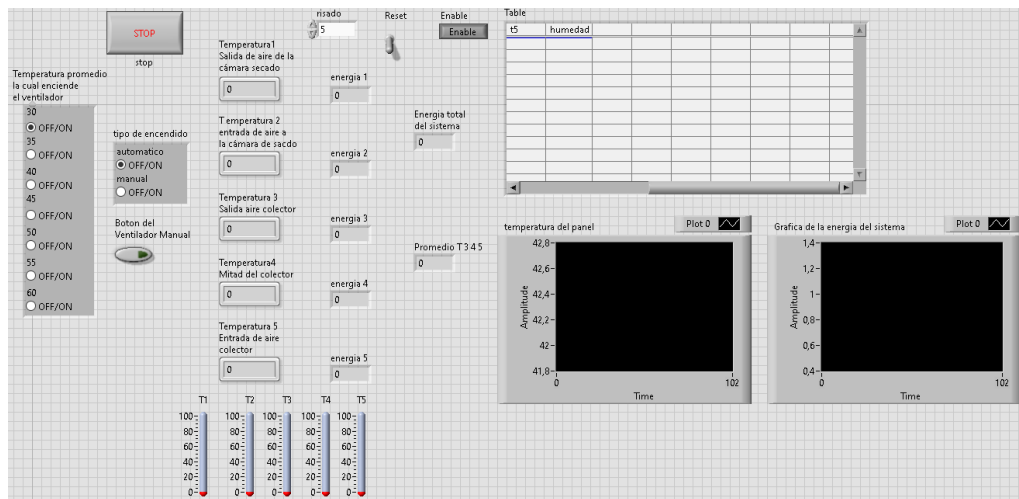 STOP
stop
risado
5
Reset
Enable
Enable
Table
t5 humedad
Temperatura promedio
la cual enciende
el ventilador
30
OFF/ON
35
OFF/ON
40
OFF/ON
45
OFF/ON
50
OFF/ON
55
OFF/ON
60
OFF/ON
tipo de encendido
automatico
OFF/ON
manual
OFF/ON
Boton del
Ventilador Manual
Temperatura1
Salida de aire de la
cámara secado
0
energia 1
0
Temperatura 2
entrada de aire a
la cámara de sacdo
0
energia 2
0
Temperatura 3
Salida aire colector
0
energia 3
0
Temperatura4
Mitad del colector
0
energia 4
0
Temperatura 5
Entrada de aire
colector
0
energia 5
0
Energia total
del sistema
0
Promedio T3 4 5
0
temperatura del panel
Plot 0
42,8
42,6
42,4
42,2
42
41,8
Amplitude
0 102
Time
Grafica de la energia del sistema
Plot 0
1,4
1,2
1
0,8
0,6
0,4
Amplitude
0 102
Time
T1 T2 T3 T4 T5
100 100 100 100 100
80 80 80 80 80
60 60 60 60 60
40 40 40 40 40
20 20 20 20 20
0 0 0 0 0